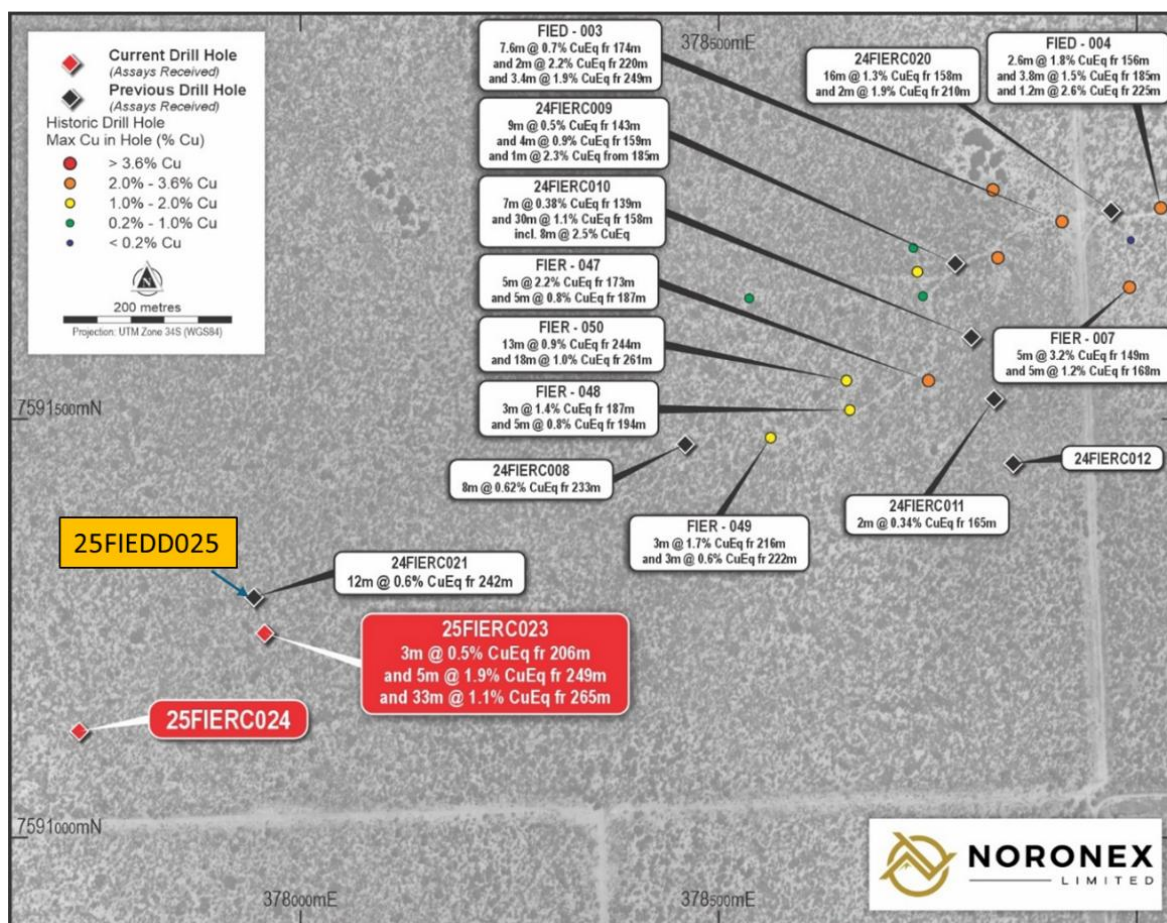 Current Drill Hole
(Assays Received)
Previous Drill Hole
(Assays Received)
Historic Drill Hole
Max Cu in Hole (% Cu)
> 3.6% Cu
2.0% - 3.6% Cu
1.0% - 2.0% Cu
0.2% - 1.0% Cu
< 0.2% Cu
N
200 metres
Projection: UTM Zone 34S (WGS84)
FIED - 003
7.6m @ 0.7% CuEq fr 174m
and 2m @ 2.2% CuEq fr 220m
and 3.4m @ 1.9% CuEq fr 249m
378500mE
24FIERC020
16m @ 1.3% CuEq fr 158m
and 2m @ 1.9% CuEq fr 210m
FIED - 004
2.6m @ 1.8% CuEq fr 156m
and 3.8m @ 1.5% CuEq fr 185m
and 1.2m @ 2.6% CuEq fr 225m
24FIERC009
9m @ 0.5% CuEq fr 143m
and 4m @ 0.9% CuEq fr 159m
and 1m @ 2.3% CuEq from 185m
24FIERC010
7m @ 0.38% CuEq fr 139m
and 30m @ 1.1% CuEq fr 158m
incl. 8m @ 2.5% CuEq
FIER - 047
5m @ 2.2% CuEq fr 173m
and 5m @ 0.8% CuEq fr 187m
FIER - 050
13m @ 0.9% CuEq fr 244m
and 18m @ 1.0% CuEq fr 261m
FIER - 007
5m @ 3.2% CuEq fr 149m
and 5m @ 1.2% CuEq fr 168m
7591500mN
FIER - 048
3m @ 1.4% CuEq fr 187m
and 5m @ 0.8% CuEq fr 194m
24FIERC008
8m @ 0.62% CuEq fr 233m
24FIERC012
24FIERC011
2m @ 0.34% CuEq fr 165m
FIER - 049
3m @ 1.7% CuEq fr 216m
and 3m @ 0.6% CuEq fr 222m
25FIEDD025
24FIERC021
12m @ 0.6% CuEq fr 242m
25FIERC023
3m @ 0.5% CuEq fr 206m
and 5m @ 1.9% CuEq fr 249m
and 33m @ 1.1% CuEq fr 265m
25FIERC024
7591000mN
378000mE
378500mE
NORONEX
LIMITED